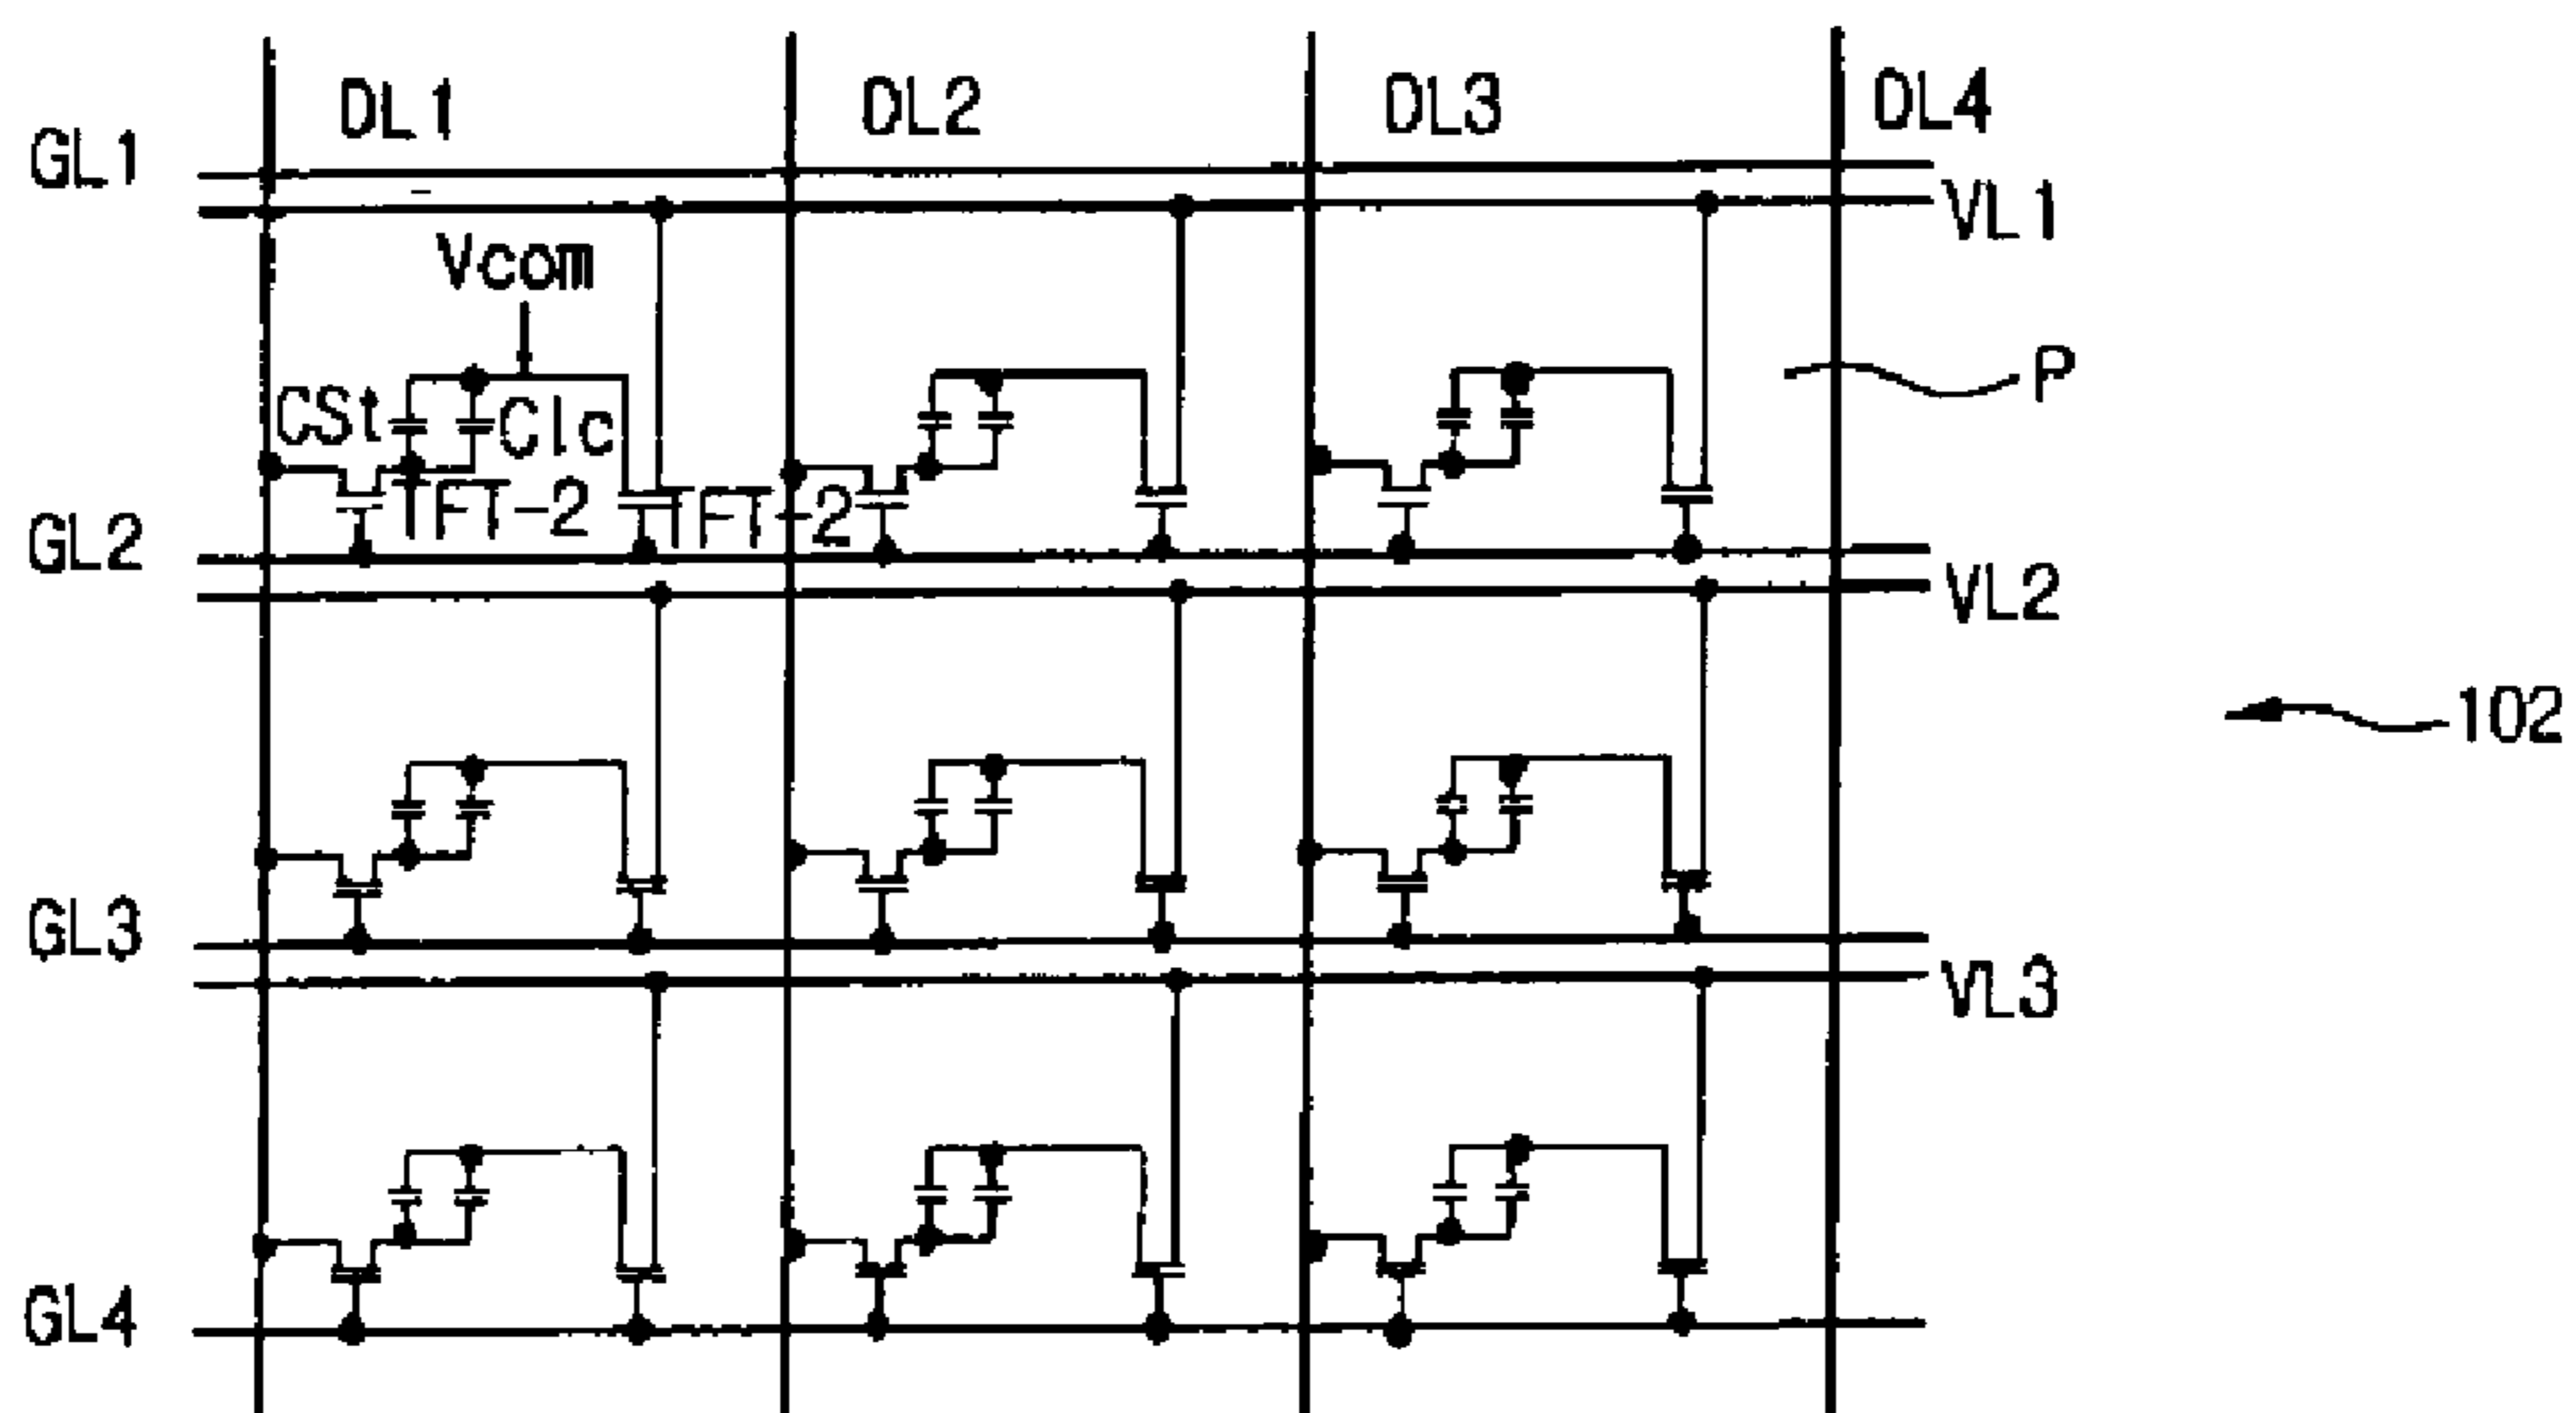 DL1
DL2
DL3
DL4
GL1
VL1
Vcom
P
CSt
Clc
TFT-2
TFT-2
GL2
VL2
102
GL3
VL3
GL4